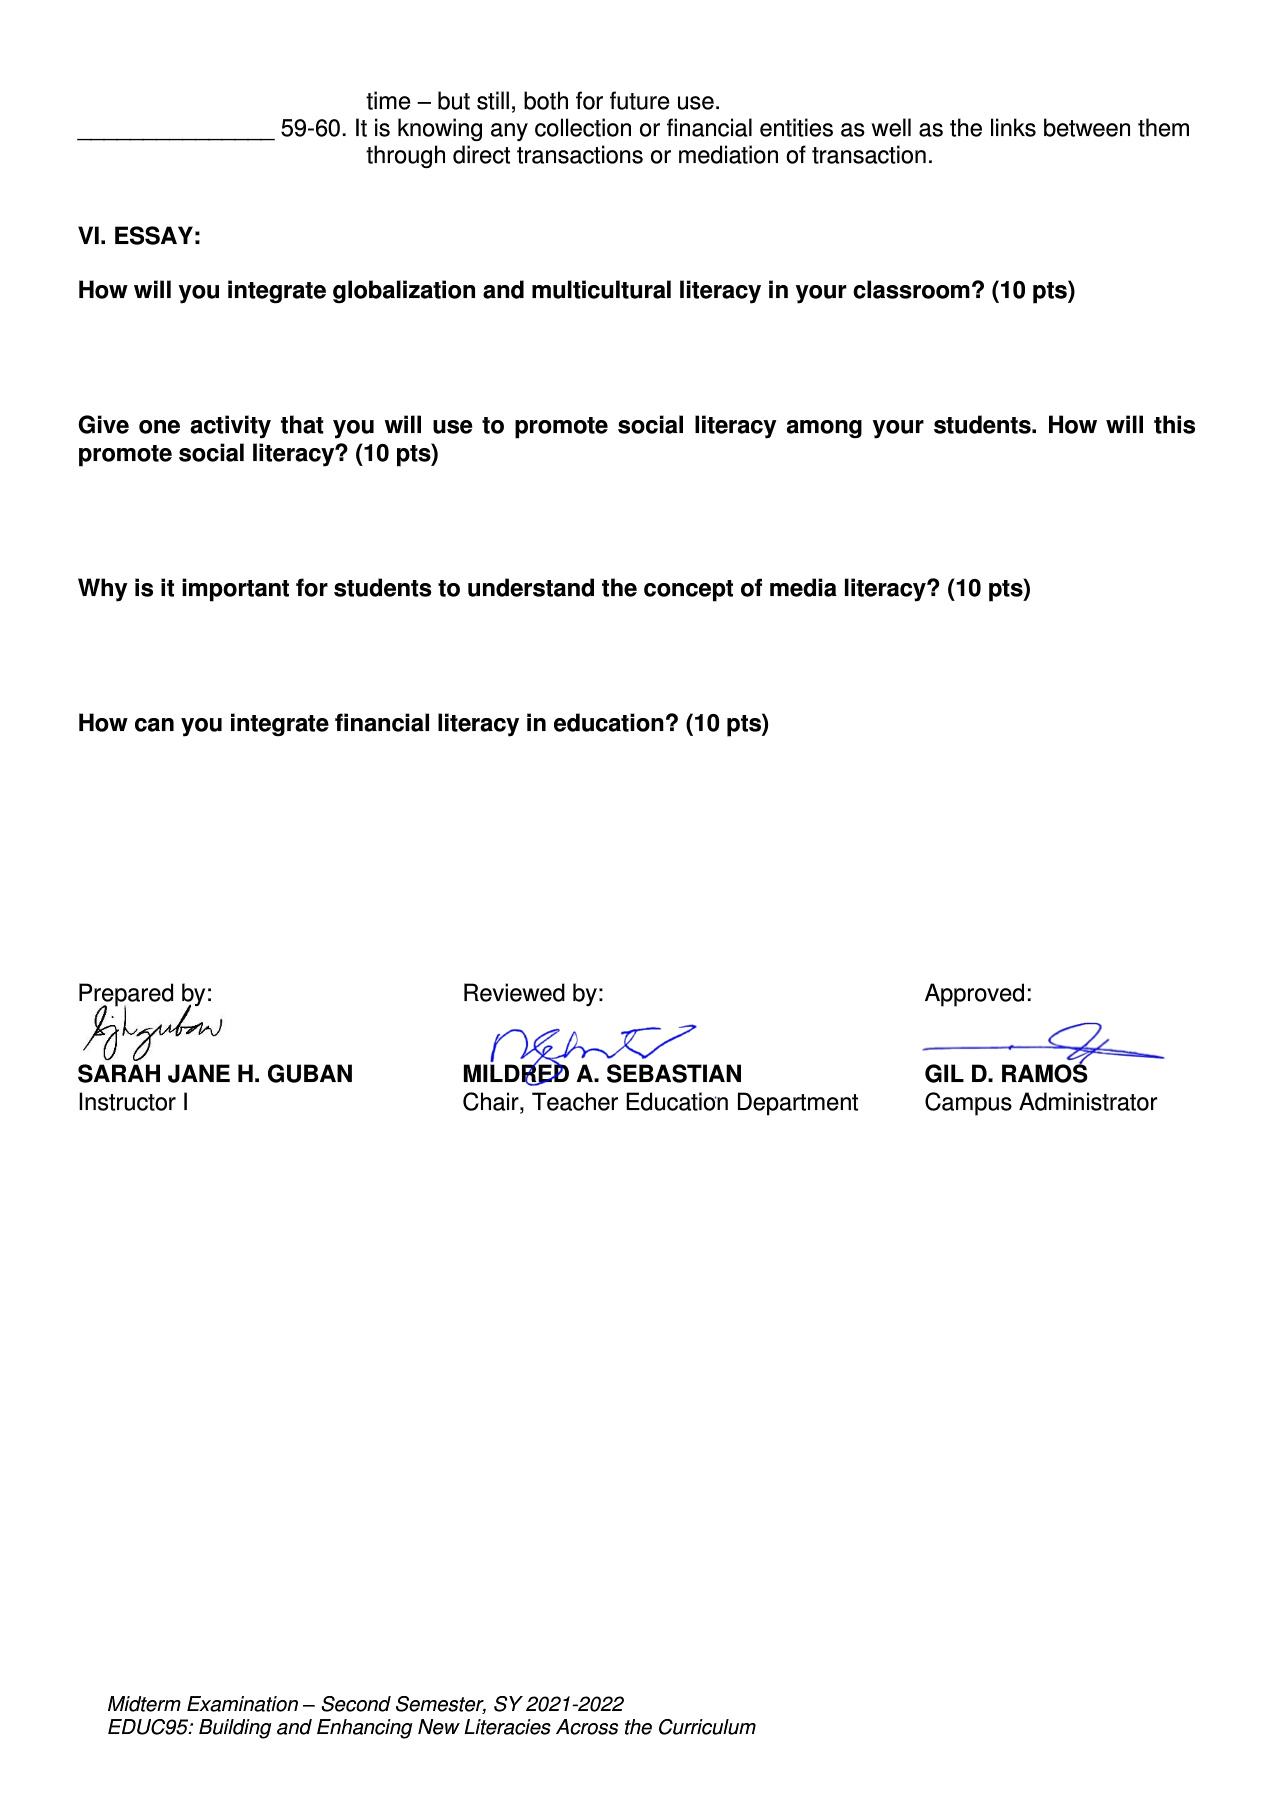 time – but still, both for future use.
_______________ 59-60. It is knowing any collection or financial entities as well as the links between them
through direct transactions or mediation of transaction.
VI. ESSAY:
How will you integrate globalization and multicultural literacy in your classroom? (10 pts)
Give one activity that you will use to promote social literacy among your students. How will this
promote social literacy? (10 pts)
Why is it important for students to understand the concept of media literacy? (10 pts)
How can you integrate financial literacy in education? (10 pts)
Prepared by: Reviewed by: Approved:
SARAH JANE H. GUBAN MILDRED A. SEBASTIAN GIL D. RAMOS
Instructor I Chair, Teacher Education Department Campus Administrator
Midterm Examination – Second Semester, SY 2021-2022
EDUC95: Building and Enhancing New Literacies Across the Curriculum